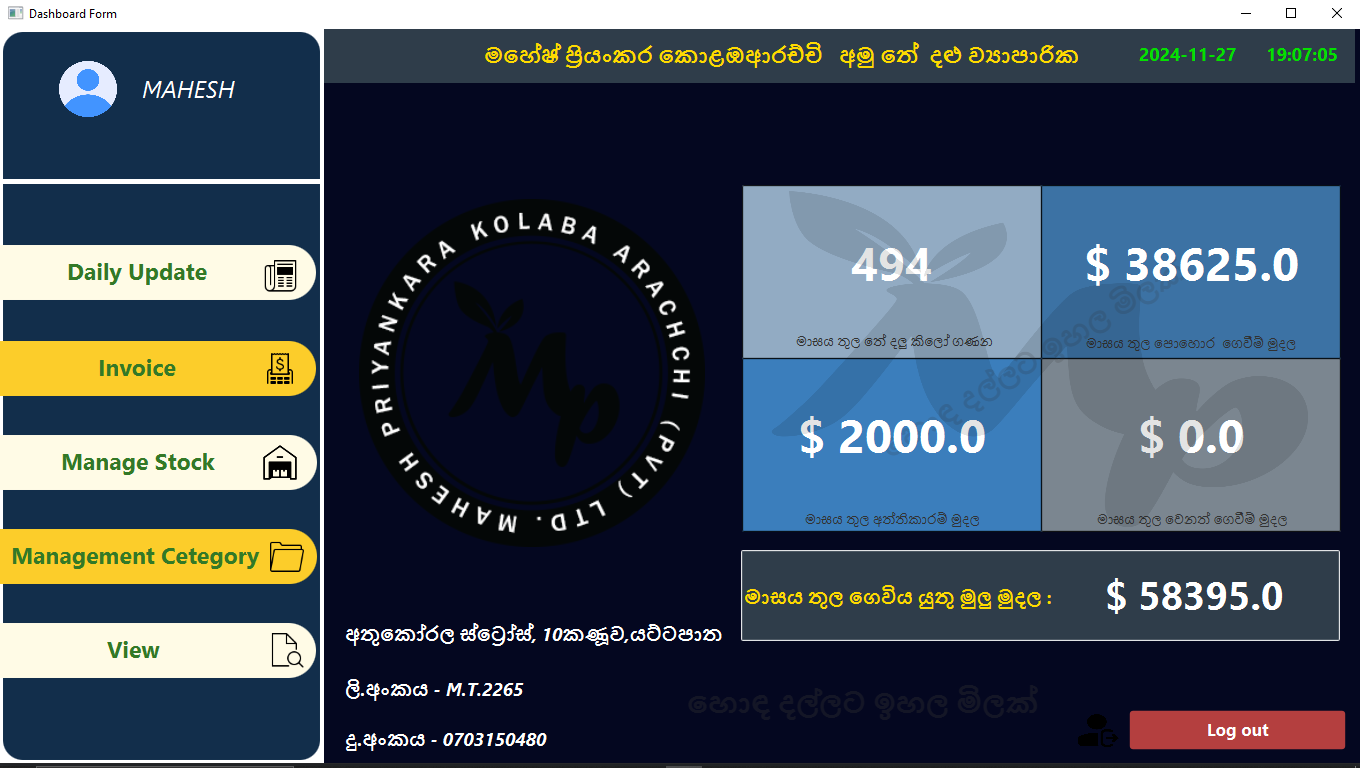 Dashboard Form
මහේෂ් ප්‍රියංකර කොළඹආරච්චි අමු තේ දළු ව්‍යාපාරික
2024-11-27 19:07:05
MAHESH
Daily Update
Invoice
Manage Stock
Management Cetegory
View
MAHESH PRIYANKARA KOLABA ARACHCHI (PVT) LTD.
Mp
494
මාසය තුල තේ දලු කිලෝ ගණන
$ 38625.0
මාසය තුල පොහොර ගෙවීම් මුදල
$ 2000.0
මාසය තුල අත්තිකාරම් මුදල
$ 0.0
මාසය තුල වෙනත් ගෙවීම් මුදල
මාසය තුල ගෙවිය යුතු මුලු මුදල :
$ 58395.0
අතුකෝරල ස්ට්‍රෝස්, 10කණූව,යට්ටපාත
ලි.අංකය - M.T.2265
දු.අංකය - 0703150480
හොඳ දල්ලට ඉහල මිලක්
Log out